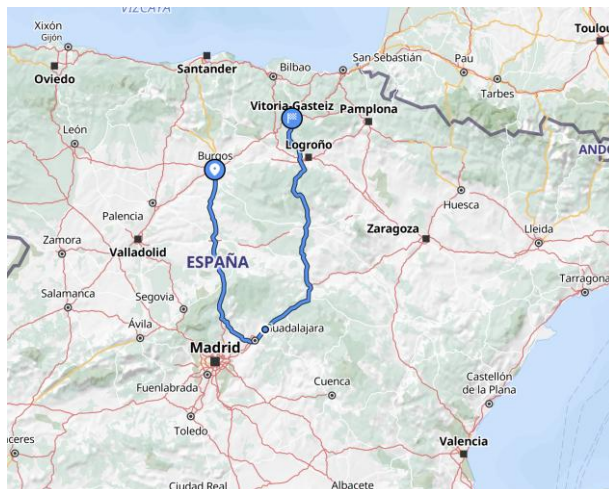 VIZCAYA
Xixón
Gijón
Oviedo
Santander
Bilbao
San Sebastián
Pau
Toulou
Tarbes
Vitoria-Gasteiz
Pamplona
León
Logroño
Burgos
AND
Huesca
Palencia
Zaragoza
Lleida
Zamora
Valladolid
ESPAÑA
Tarragona
Salamanca
Segovia
Ávila
Guadalajara
Madrid
Fuenlabrada
Cuenca
Castellón
de la Plana
Toledo
aceres
Valencia
Ciudad Real
Albacete